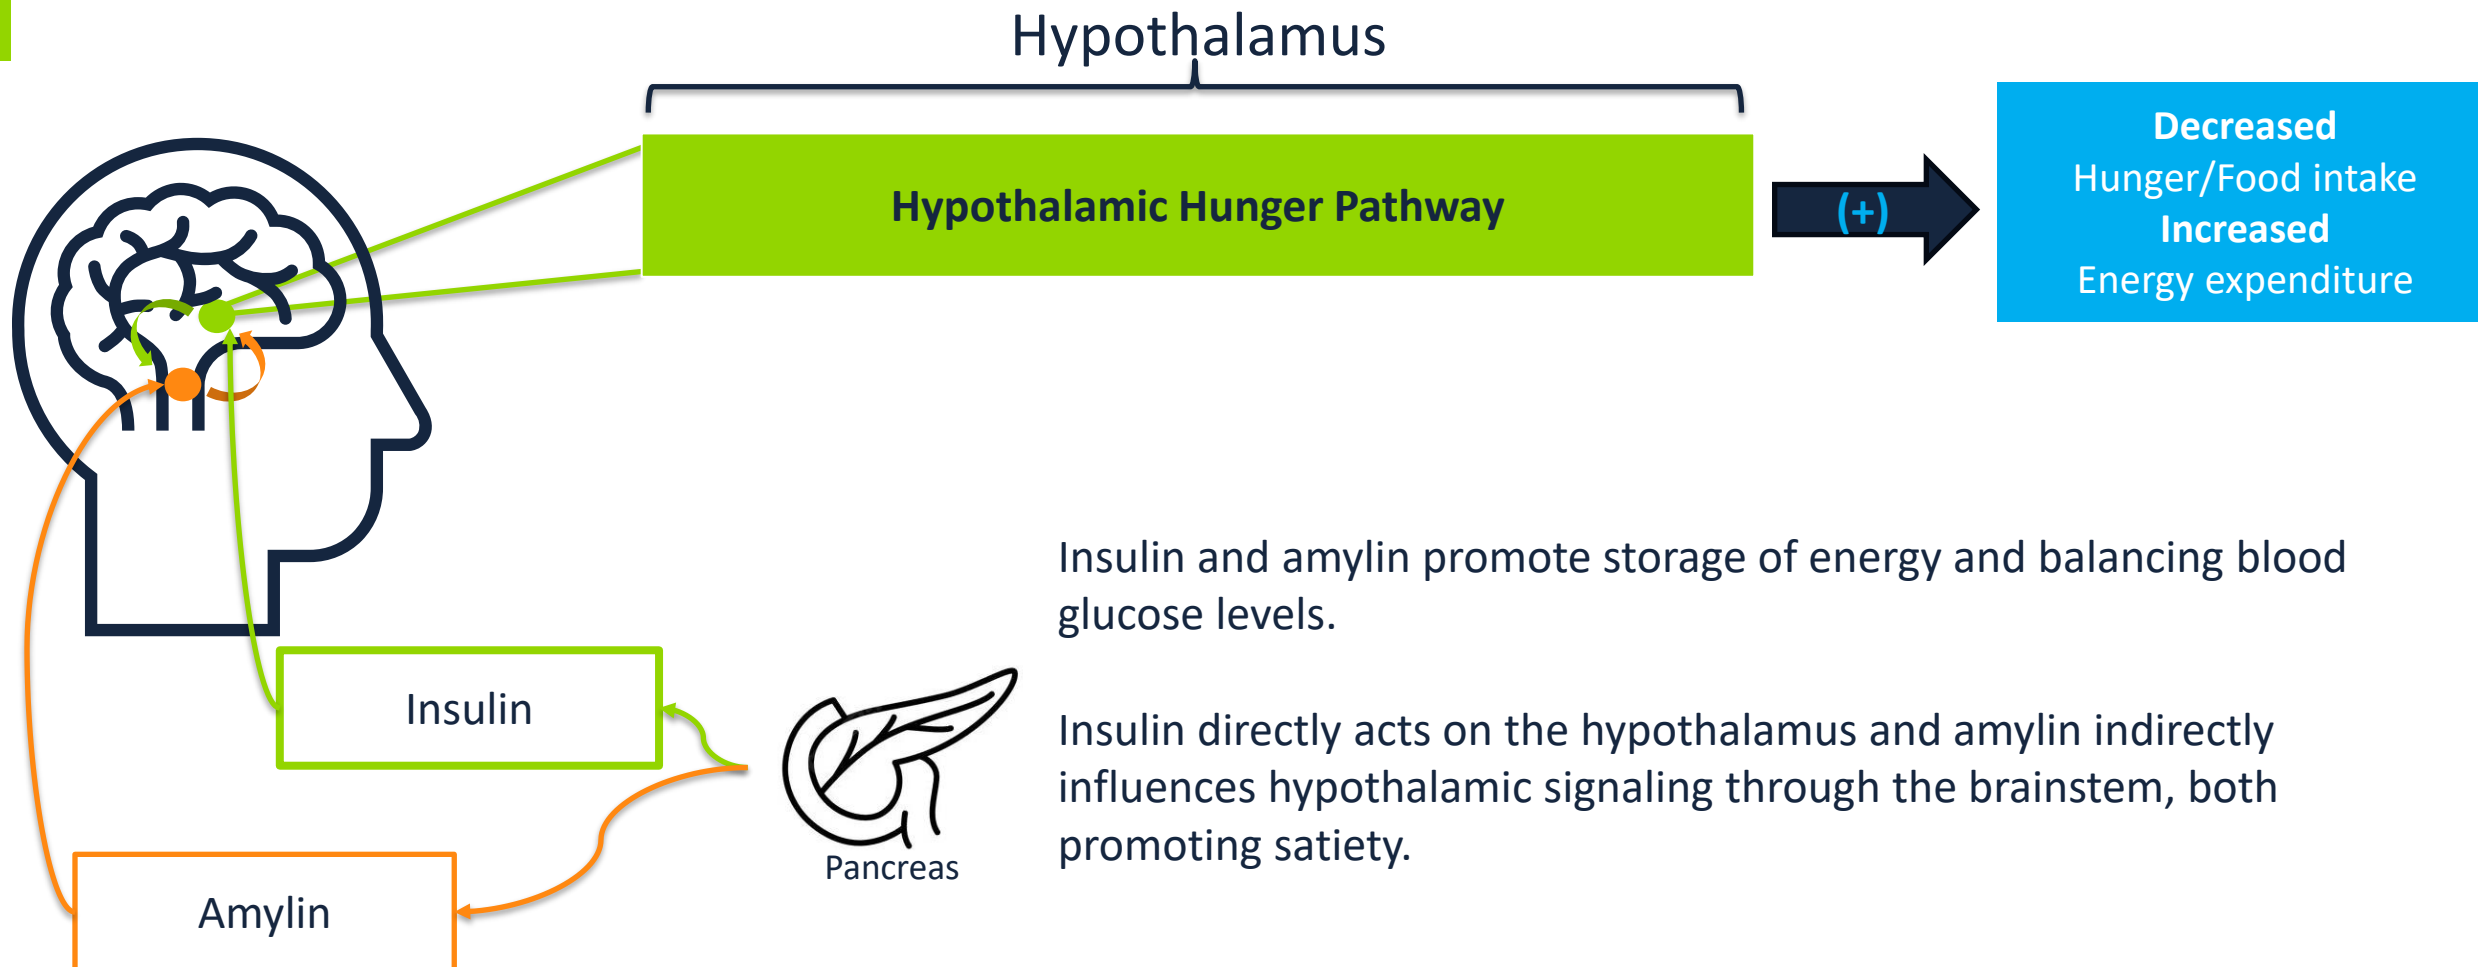 Hypothalamus
Hypothalamic Hunger Pathway
(+)
Decreased
Hunger/Food intake
Increased
Energy expenditure
Insulin and amylin promote storage of energy and balancing blood
glucose levels.
Insulin
Insulin directly acts on the hypothalamus and amylin indirectly
influences hypothalamic signaling through the brainstem, both
promoting satiety.
Pancreas
Amylin